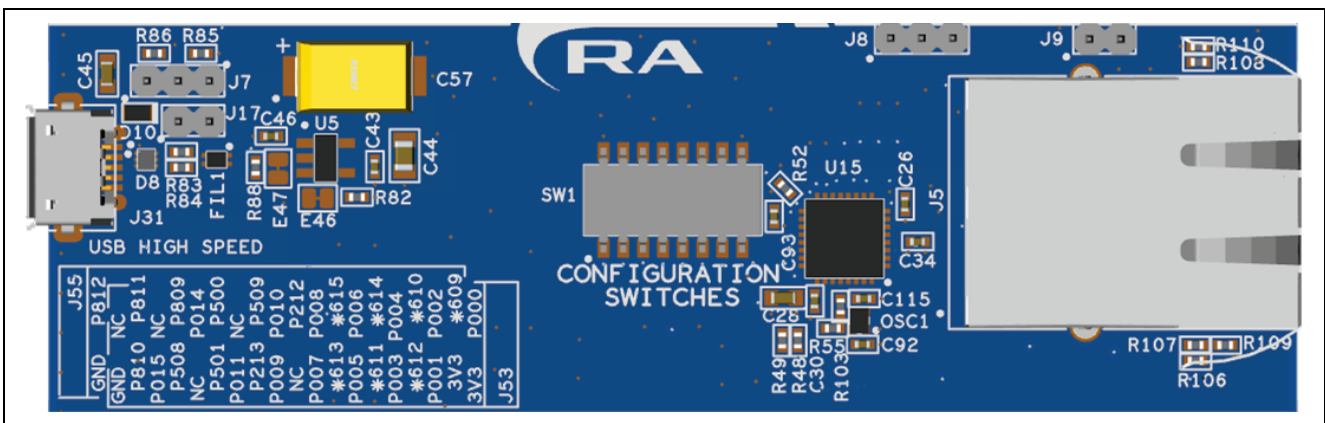 R86
R85
C45
J7
C57
J17
D10
C46
U5
C43
C44
D8
R83
R84
FIL1
R88
E47
E46
R82
J31
USB HIGH SPEED
J55
GND P812
GND NC
P810 P811
P015 NC
P508 P809
NC P014
P501 P500
P011 NC
P213 P509
P009 P010
NC P212
P007 P008
*613 *615
P005 P006
*611 *614
P003 P004
*612 *610
P001 P002
3V3 *609
3V3 P000
J53
RA
SW1
CONFIGURATION
SWITCHES
J8
J9
R52
U15
C26
C93
C34
C28
C115
OSC1
C92
R55
R49
R48
C30
R103
J5
R110
R108
R107
R109
R106